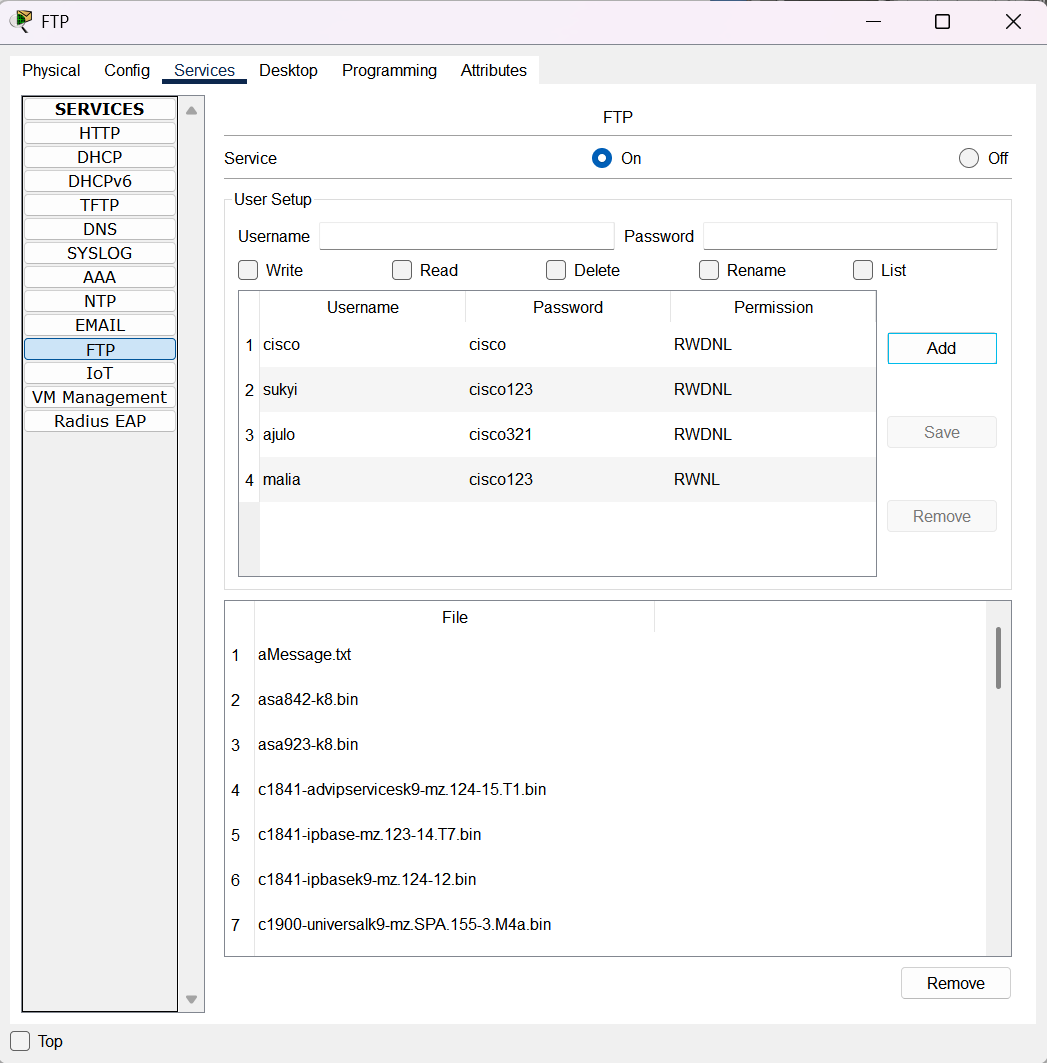 FTP
Physical Config Services Desktop Programming Attributes
SERVICES
HTTP
DHCP
DHCPv6
TFTP
DNS
SYSLOG
AAA
NTP
EMAIL
FTP
IoT
VM Management
Radius EAP
FTP
Service On Off
User Setup
Username Password
Write Read Delete Rename List
Username Password Permission
1 cisco cisco RWDNL
2 sukyi cisco123 RWDNL
3 ajulo cisco321 RWDNL
4 malia cisco123 RWNL
Add
Save
Remove
File
1 aMessage.txt
2 asa842-k8.bin
3 asa923-k8.bin
4 c1841-advipservicesk9-mz.124-15.T1.bin
5 c1841-ipbase-mz.123-14.T7.bin
6 c1841-ipbasek9-mz.124-12.bin
7 c1900-universalk9-mz.SPA.155-3.M4a.bin
Remove
Top